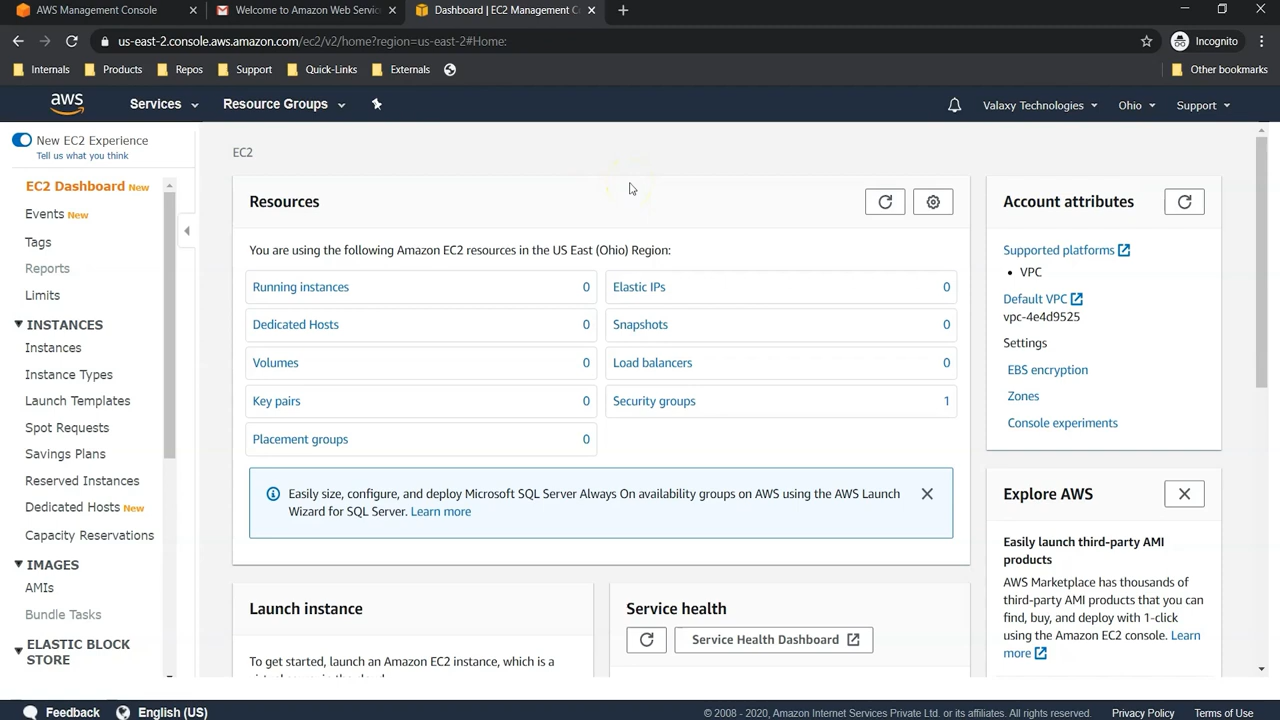 AWS Management Console
Welcome to Amazon Web Servic
Dashboard | EC2 Management C
us-east-2.console.aws.amazon.com/ec2/v2/home?region=us-east-2#Home:
Incognito
Internals
Products
Repos
Support
Quick-Links
Externals
Other bookmarks
aws
Services
Resource Groups
Valaxy Technologies
Ohio
Support
New EC2 Experience
Tell us what you think
EC2 Dashboard New
Events New
Tags
Reports
Limits
INSTANCES
Instances
Instance Types
Launch Templates
Spot Requests
Savings Plans
Reserved Instances
Dedicated Hosts New
Capacity Reservations
IMAGES
AMIs
Bundle Tasks
ELASTIC BLOCK
STORE
EC2
Resources
You are using the following Amazon EC2 resources in the US East (Ohio) Region:
Running instances 0
Elastic IPs 0
Dedicated Hosts 0
Snapshots 0
Volumes 0
Load balancers 0
Key pairs 0
Security groups 1
Placement groups 0
Easily size, configure, and deploy Microsoft SQL Server Always On availability groups on AWS using the AWS Launch
Wizard for SQL Server. Learn more
Launch instance
To get started, launch an Amazon EC2 instance, which is a
Service health
Service Health Dashboard
Account attributes
Supported platforms
• VPC
Default VPC
vpc-4e4d9525
Settings
EBS encryption
Zones
Console experiments
Explore AWS
Easily launch third-party AMI
products
AWS Marketplace has thousands of
third-party AMI products that you can
find, buy, and deploy with 1-click
using the Amazon EC2 console. Learn
more
Feedback
English (US)
© 2008 - 2020, Amazon Internet Services Private Ltd. or its affiliates. All rights reserved.
Privacy Policy
Terms of Use